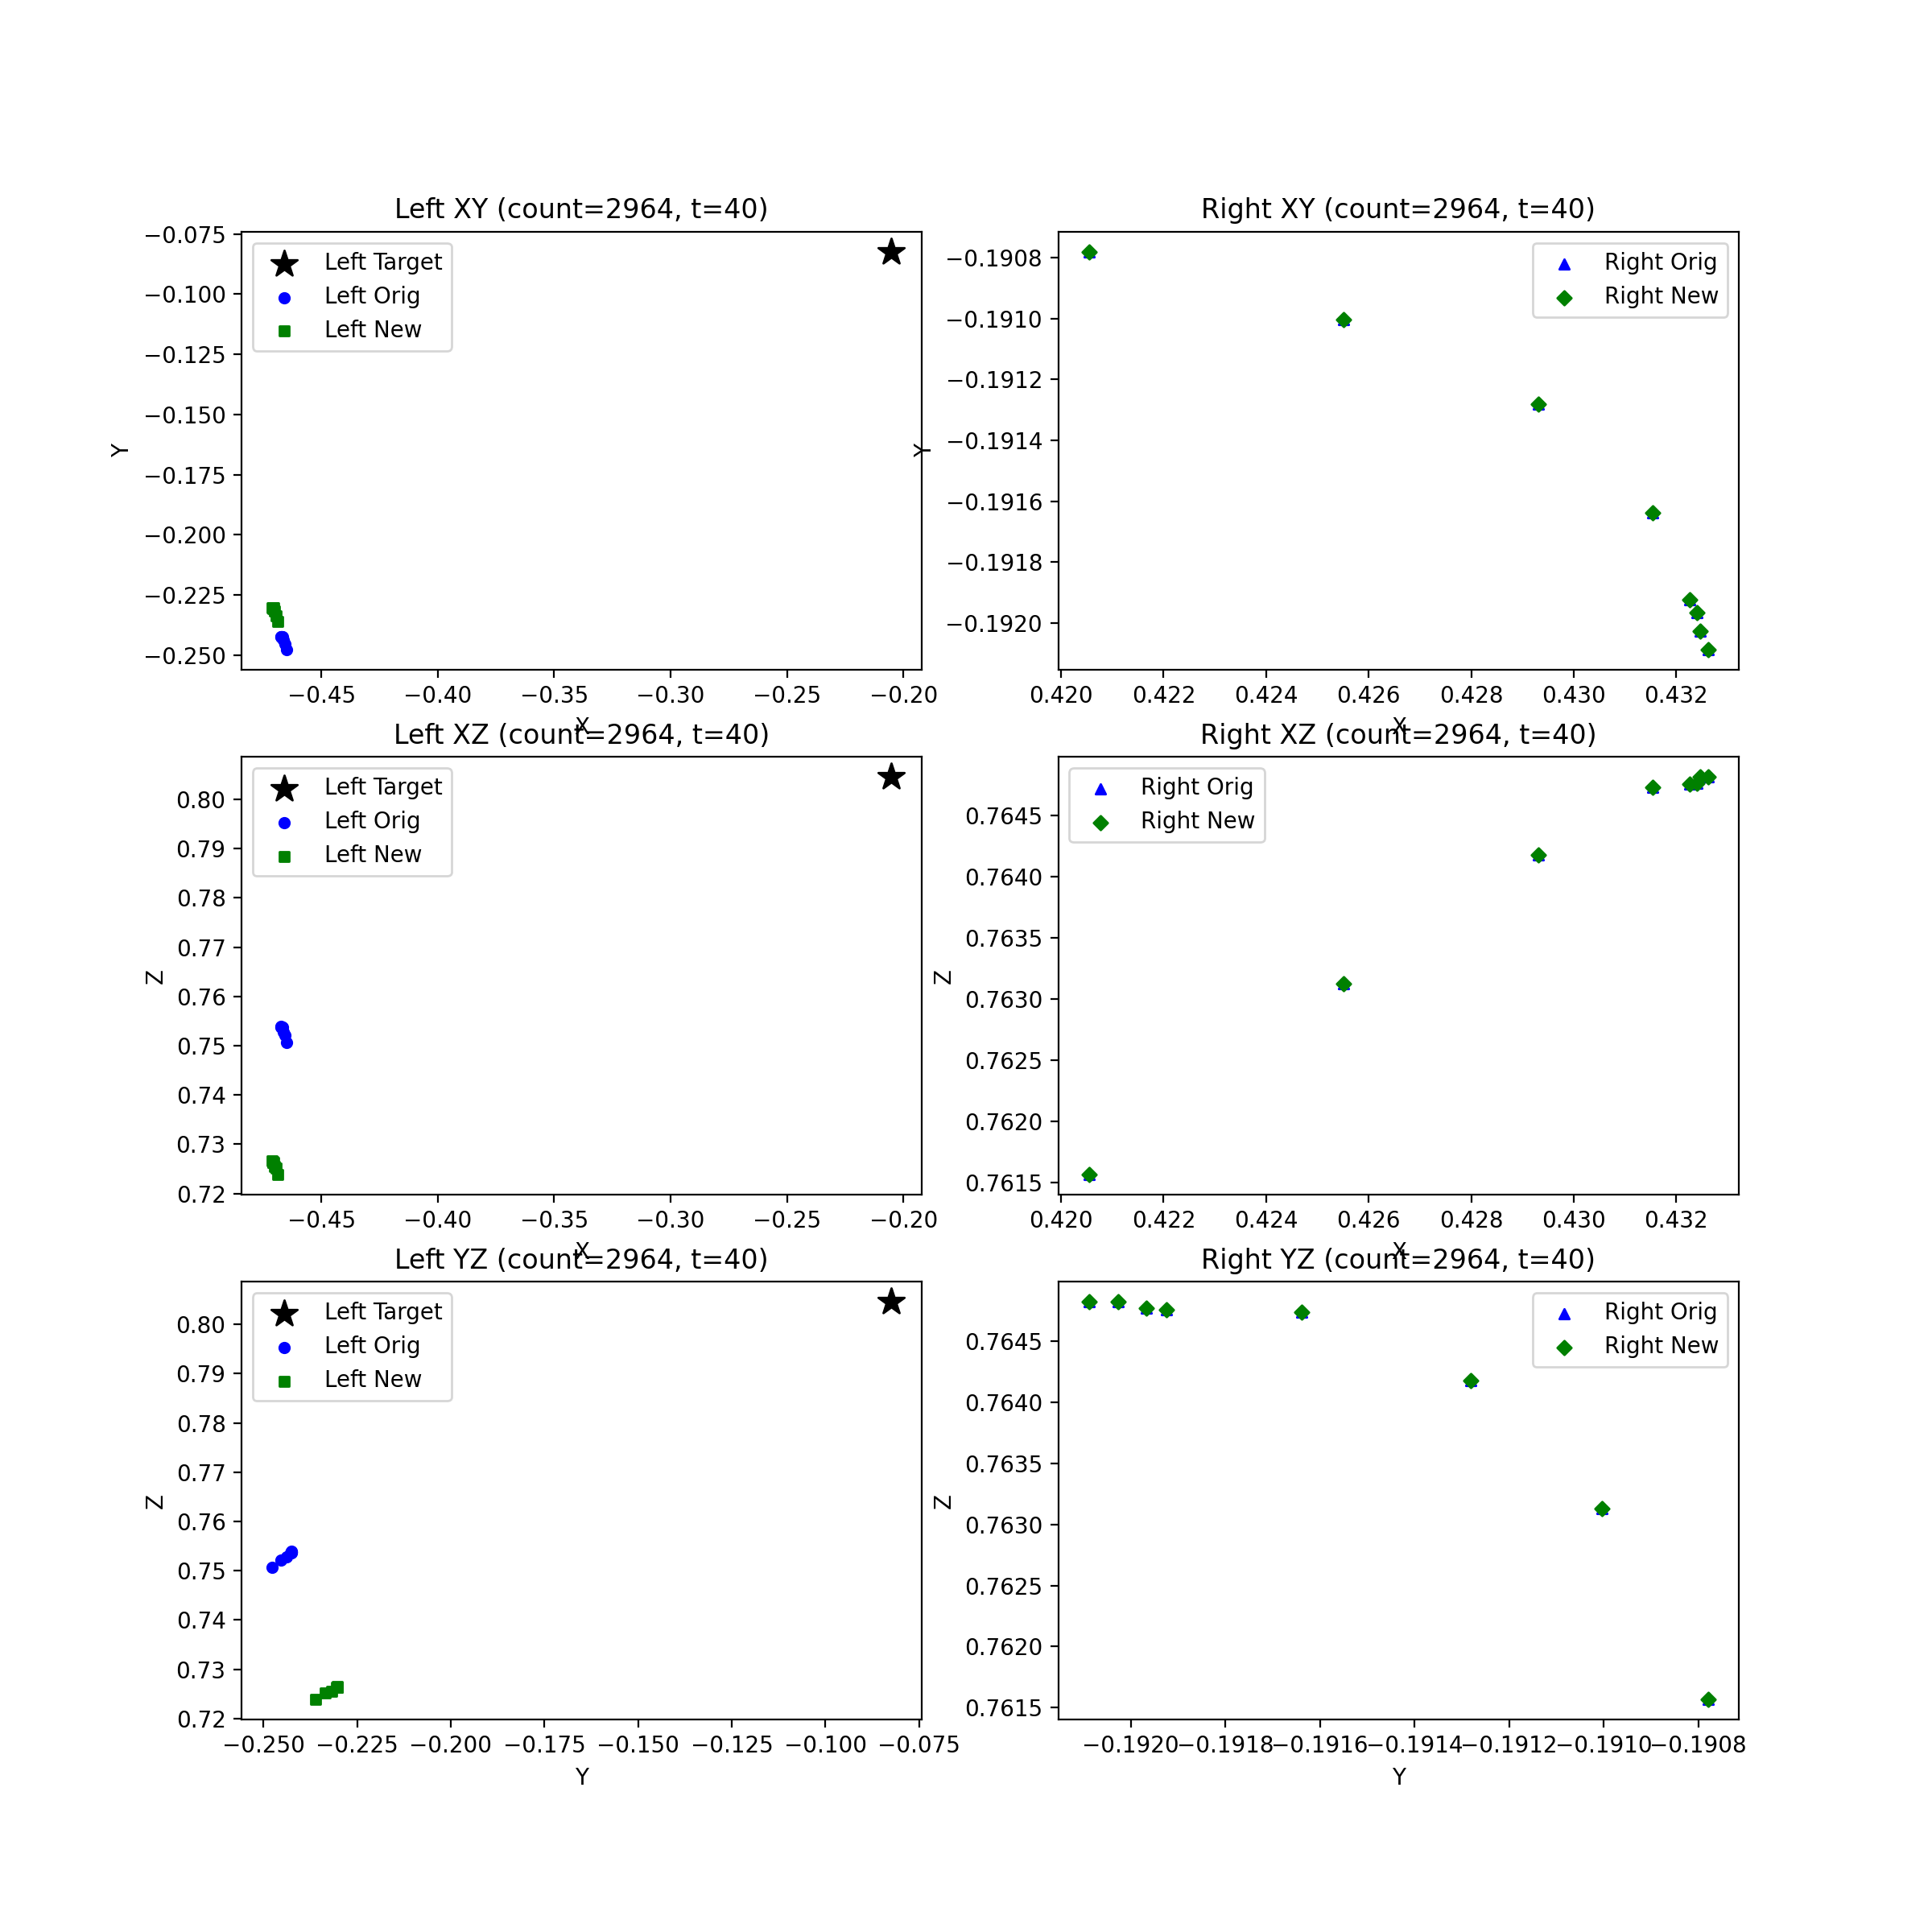 Left XY (count=2964, t=40)
Right XY (count=2964, t=40)
Left Target
Left Orig
Left New
−0.075
−0.100
−0.125
−0.150
−0.175
−0.200
−0.225
−0.250
Y
−0.45
−0.40
−0.35
−0.30
−0.25
−0.20
X
Right Orig
Right New
−0.1908
−0.1910
−0.1912
−0.1914
−0.1916
−0.1918
−0.1920
Y
0.420
0.422
0.424
0.426
0.428
0.430
0.432
X
Left XZ (count=2964, t=40)
Right XZ (count=2964, t=40)
Left Target
Left Orig
Left New
0.80
0.79
0.78
0.77
0.76
0.75
0.74
0.73
0.72
Z
−0.45
−0.40
−0.35
−0.30
−0.25
−0.20
X
Right Orig
Right New
0.7645
0.7640
0.7635
0.7630
0.7625
0.7620
0.7615
Z
0.420
0.422
0.424
0.426
0.428
0.430
0.432
X
Left YZ (count=2964, t=40)
Right YZ (count=2964, t=40)
Left Target
Left Orig
Left New
0.80
0.79
0.78
0.77
0.76
0.75
0.74
0.73
0.72
Z
−0.250
−0.225
−0.200
−0.175
−0.150
−0.125
−0.100
−0.075
Y
Right Orig
Right New
0.7645
0.7640
0.7635
0.7630
0.7625
0.7620
0.7615
Z
−0.1920
−0.1918
−0.1916
−0.1914
−0.1912
−0.1910
−0.1908
Y